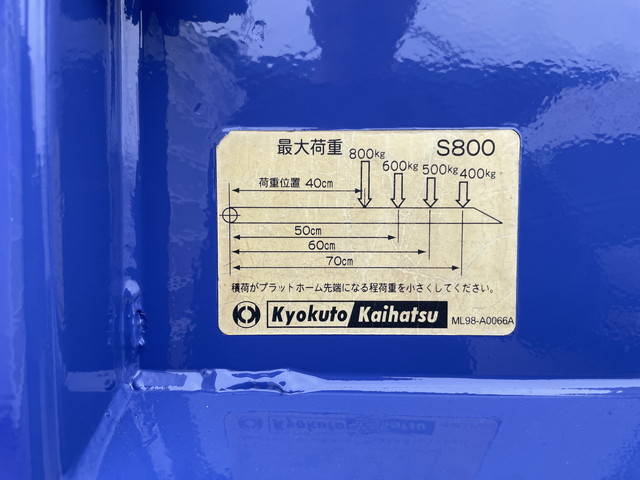 最大荷重 S800
800kg 600kg 500kg 400kg
荷重位置 40cm
50cm
60cm
70cm
積荷がプラットホーム先端になる程荷重を小さくしてください。
Kyokuto Kaihatsu ML98-A0066A